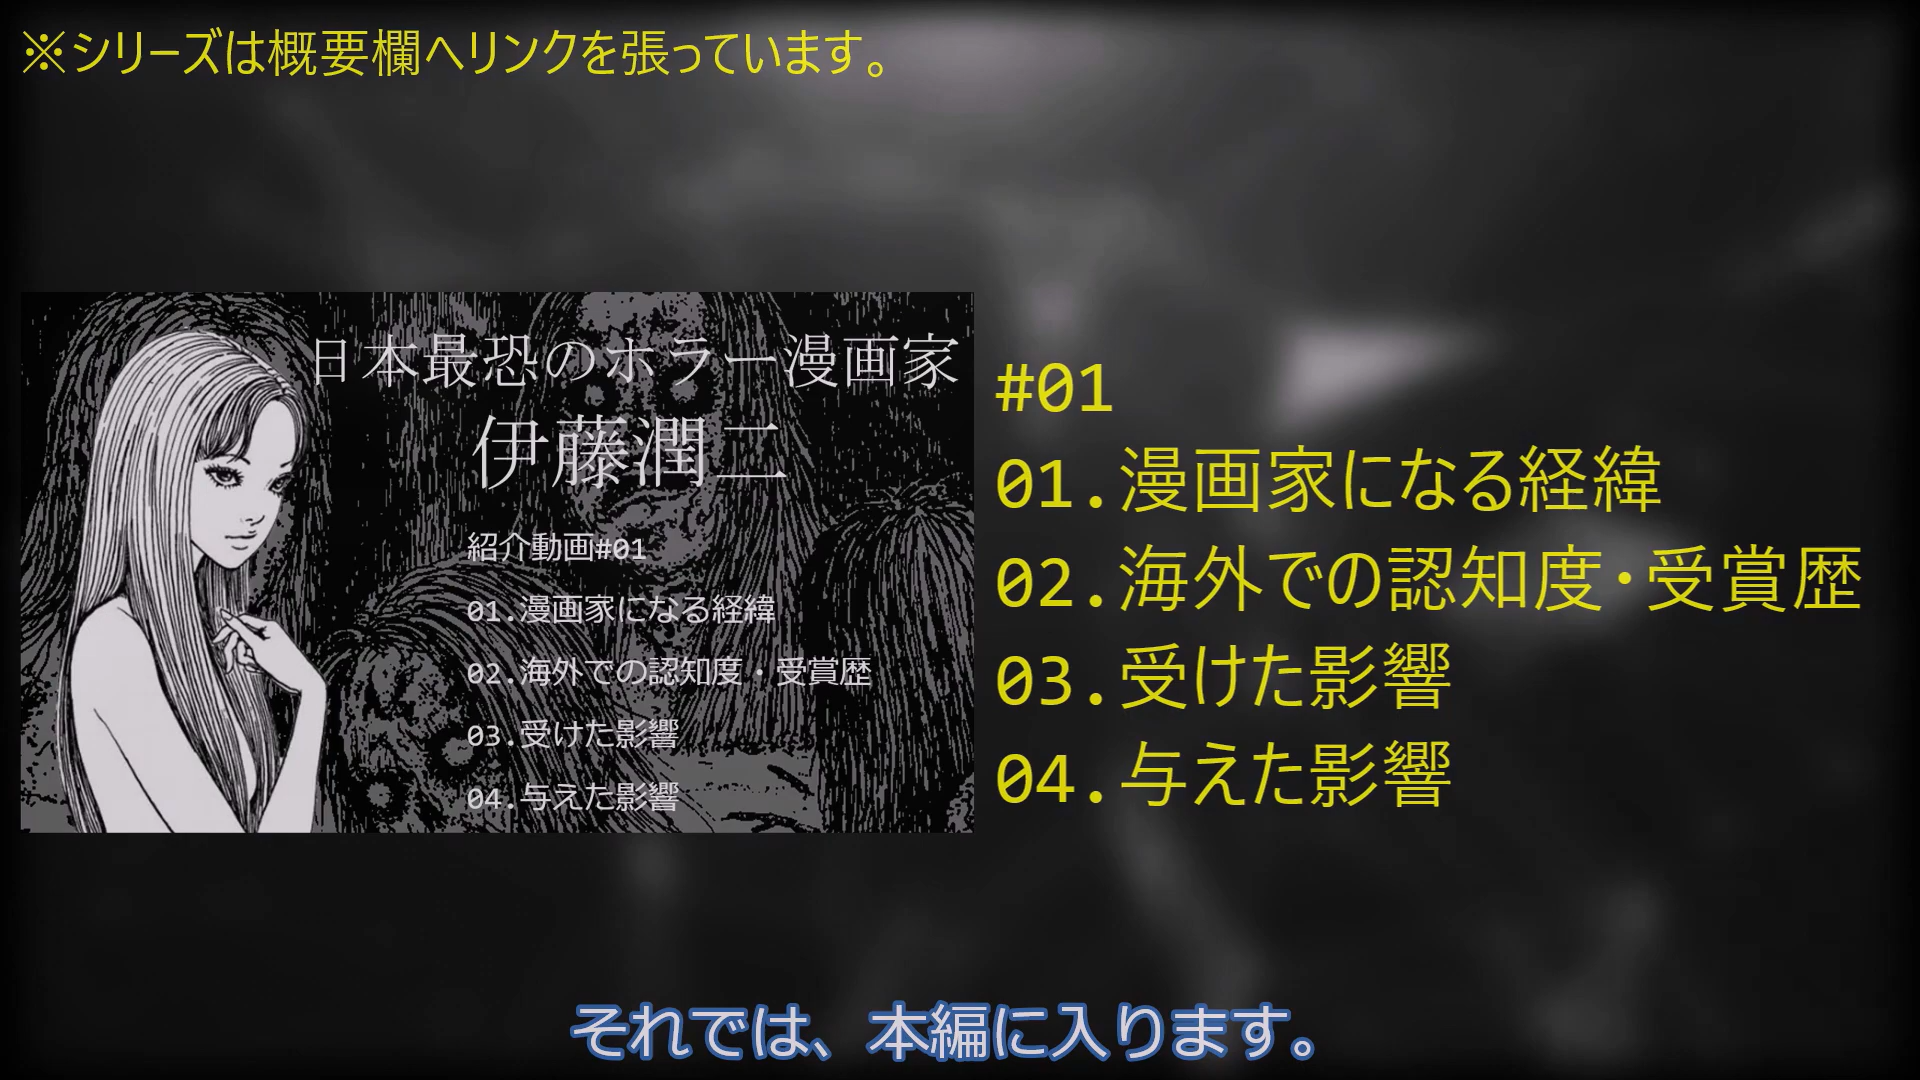 ※シリーズは概要欄へリンクを張っています。
日本最恐のホラー漫画家
伊藤潤二
紹介動画#01
01.漫画家になる経緯
02.海外での認知度・受賞歴
03.受けた影響
04.与えた影響
#01
01.漫画家になる経緯
02.海外での認知度･受賞歴
03.受けた影響
04.与えた影響
それでは、本編に入ります。